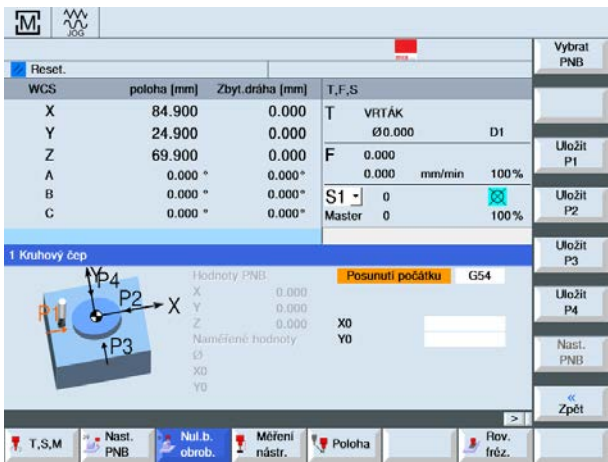 M
JOG
Vybrat
PNB
Reset.
WCS poloha [mm] Zbyt.dráha [mm] T,F,S
X 84.900 0.000 T VRTÁK
Y 24.900 0.000 Ø0.000 D1
Z 69.900 0.000 F 0.000
A 0.000 ° 0.000° 0.000 mm/min 100%
B 0.000 ° 0.000° S1 0
C 0.000 ° 0.000° Master 0 100%
Uložit
P1
Uložit
P2
Uložit
P3
Uložit
P4
Nast.
PNB
«
Zpět
1 Kruhový čep
Y
P4
P2
X
P1
P3
Hodnoty PNB
X 0.000
Y 0.000
Z 0.000
Naměřené hodnoty
Ø
X0
Y0
Posunutí počátku G54
X0
Y0
>
T,S,M
Nast.
PNB
Nul.b.
obrob.
Měření
nástr.
Poloha
Rov.
fréz.